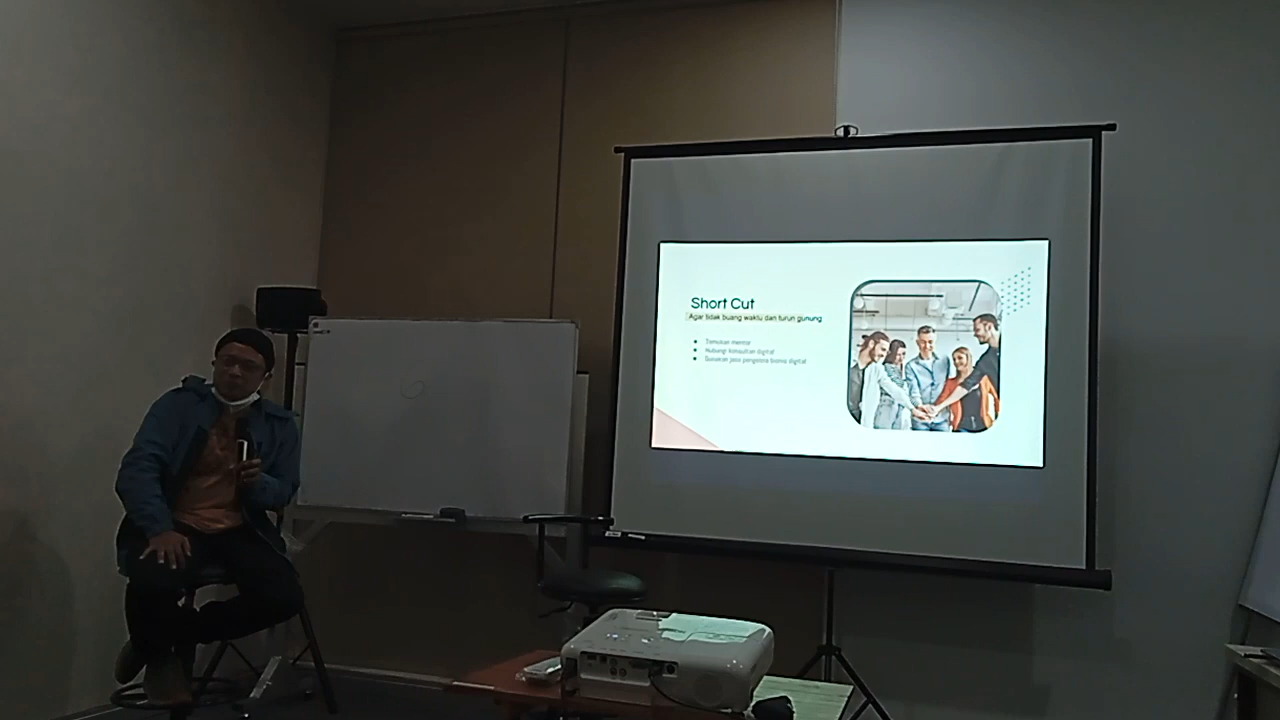 Short Cut
Agar tidak buang waktu dan turun gunung
Temukan mentor
Hubungi konsultan digital
Gunakan jasa pengelola bisnis digital